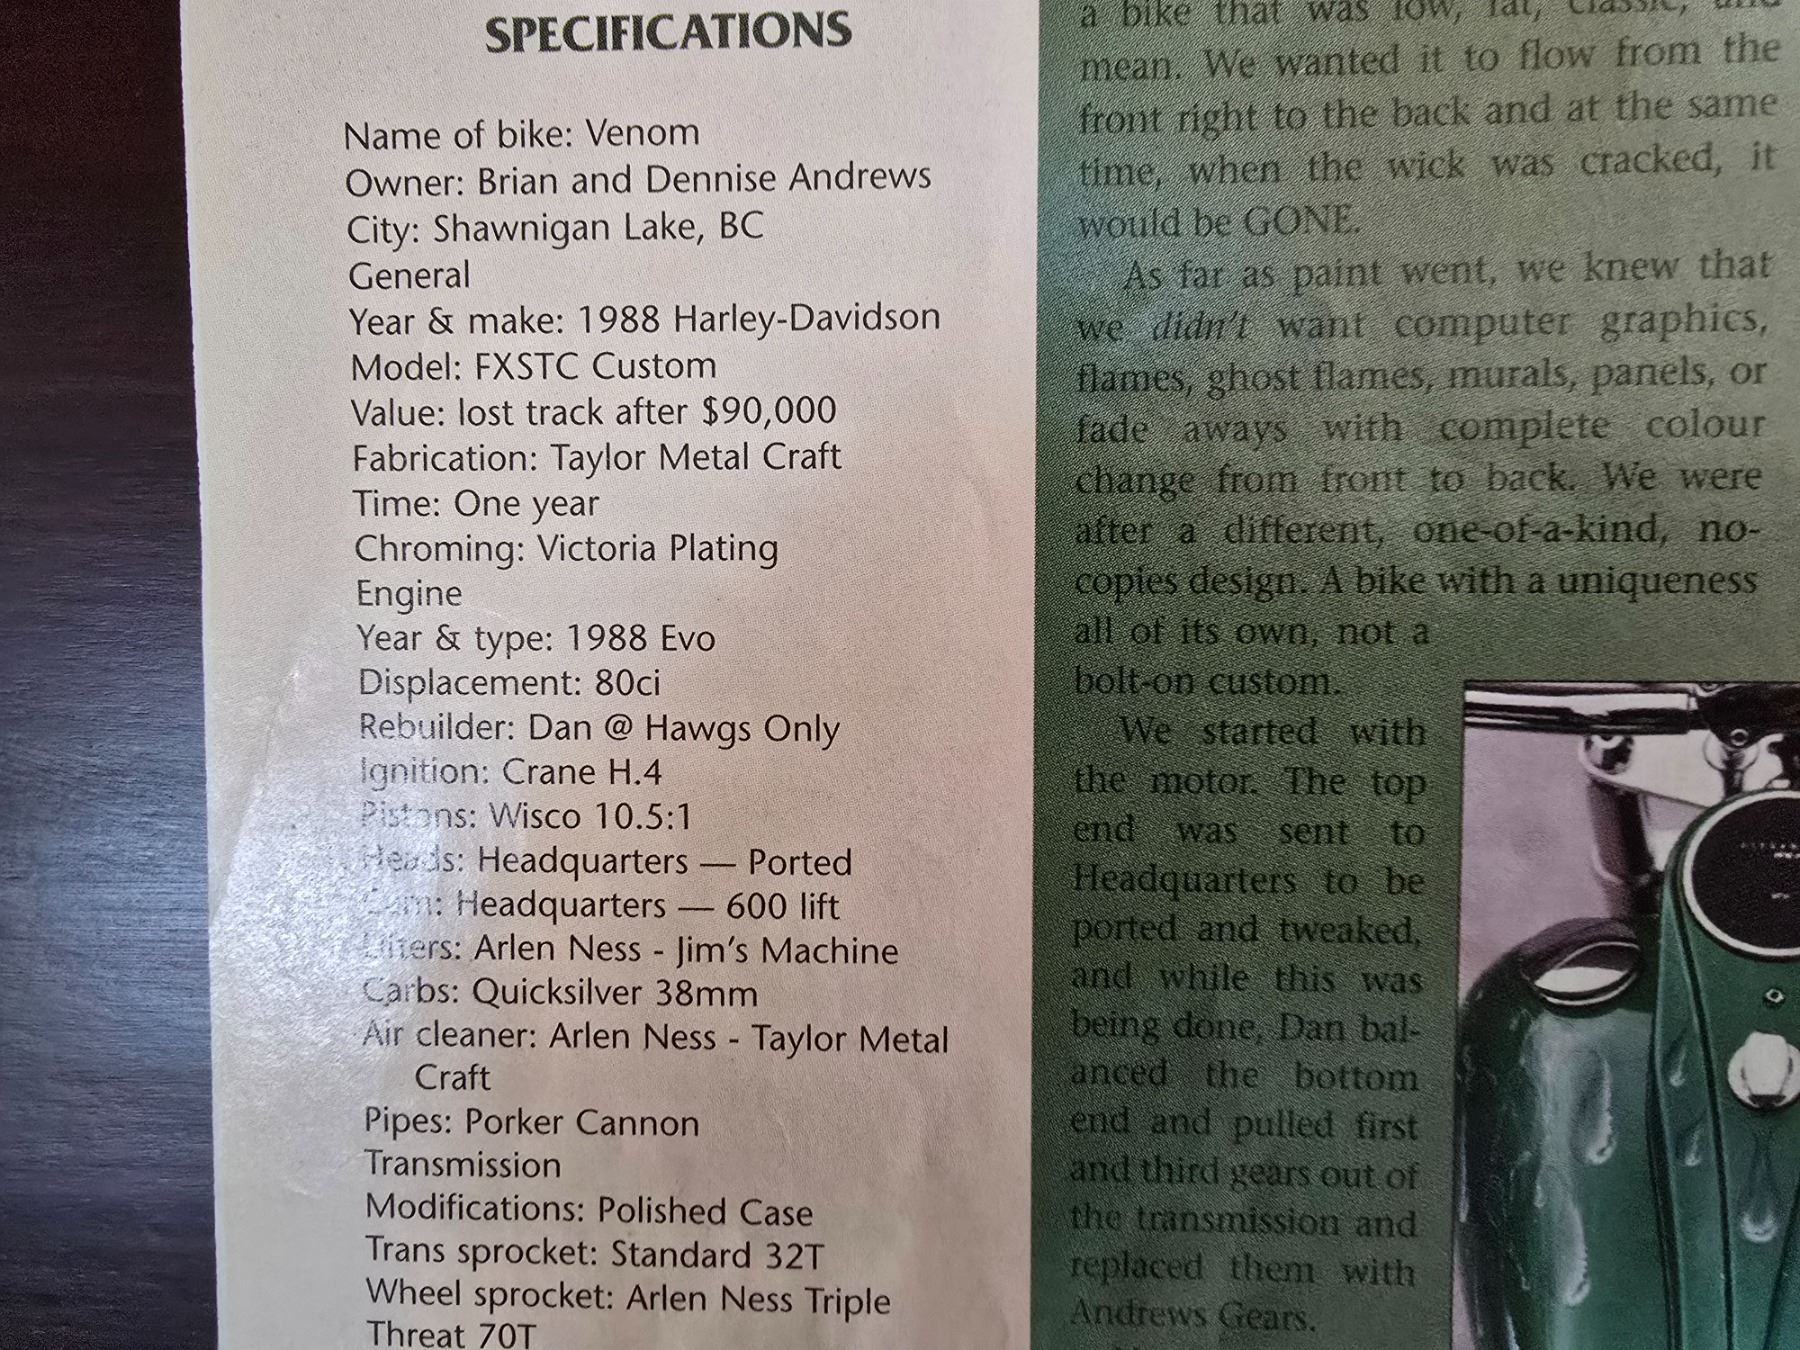 SPECIFICATIONS
Name of bike: Venom
Owner: Brian and Dennise Andrews
City: Shawnigan Lake, BC
General
Year & make: 1988 Harley-Davidson
Model: FXSTC Custom
Value: lost track after $90,000
Fabrication: Taylor Metal Craft
Time: One year
Chroming: Victoria Plating
Engine
Year & type: 1988 Evo
Displacement: 80ci
Rebuilder: Dan @ Hawgs Only
Ignition: Crane H.4
Pistons: Wisco 10.5:1
Heads: Headquarters — Ported
Cam: Headquarters — 600 lift
Lifters: Arlen Ness - Jim's Machine
Carbs: Quicksilver 38mm
Air cleaner: Arlen Ness - Taylor Metal
Craft
Pipes: Porker Cannon
Transmission
Modifications: Polished Case
Trans sprocket: Standard 32T
Wheel sprocket: Arlen Ness Triple
Threat 70T
a bike that was low, fat, classic, and
mean. We wanted it to flow from the
front right to the back and at the same
time, when the wick was cracked, it
would be GONE.
As far as paint went, we knew that
we didn't want computer graphics,
flames, ghost flames, murals, panels, or
fade aways with complete colour
change from front to back. We were
after a different, one-of-a-kind, no-
copies design. A bike with a uniqueness
all of its own, not a
bolt-on custom.
We started with
the motor. The top
end was sent to
Headquarters to be
ported and tweaked,
and while this was
being done, Dan bal-
anced the bottom
end and pulled first
and third gears out of
the transmission and
replaced them with
Andrews Gears.